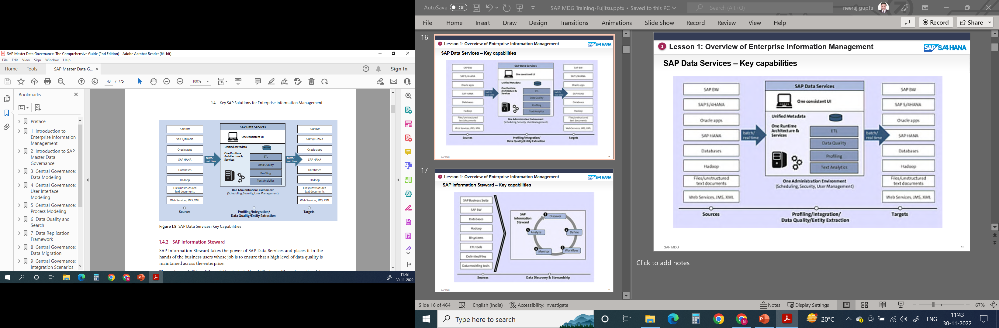 SAP Master Data Governance: The Comprehensive Guide (2nd Edition) - Adobe Acrobat Reader (64-bit)
File Edit View Sign Window Help
Home Tools SAP Master Data G... × Sign In
43 / 775 100%
Bookmarks
Preface
1 Introduction to
Enterprise Information
Management
2 Introduction to SAP
Master Data
Governance
3 Central Governance:
Data Modeling
4 Central Governance:
User Interface
Modeling
5 Central Governance:
Process Modeling
6 Data Quality and
Search
7 Data Replication
Framework
8 Central Governance:
Data Migration
9 Central Governance:
Integration Scenarios
1.4 Key SAP Solutions for Enterprise Information Management
SAP BW
SAP S/4HANA
Oracle apps
SAP HANA
Databases
Hadoop
Files/unstructured
text documents
Web Services, JMS, XML
Sources
batch/
real time
SAP Data Services
One consistent UI
Unified Metadata
One Runtime
Architecture &
Services
ETL
Data Quality
Profiling
Text Analytics
One Administration Environment
(Scheduling, Security, User Management)
Profiling/Integration/
Data Quality/Entity Extraction
batch/
real time
SAP BW
SAP S/4HANA
Oracle apps
SAP HANA
Databases
Hadoop
Files/unstructured
text documents
Web Services, JMS, XML
Targets
Figure 1.8 SAP Data Services: Key Capabilities
1.4.2 SAP Information Steward
SAP Information Steward takes the power of SAP Data Services and places it in the
hands of the business users whose job is to ensure that a high level of data quality is
maintained across the enterprise.
11:43
30-11-2022
AutoSave Off SAP MDG Training-Fujitsu.pptx • Saved to this PC Search (Alt+Q) neeraj gupta
File Home Insert Draw Design Transitions Animations Slide Show Record Review View Help Record Share
16
1 Lesson 1: Overview of Enterprise Information Management SAP S/4HANA
SAP Data Services – Key capabilities
SAP BW
SAP S/4HANA
Oracle apps
SAP HANA
Databases
Hadoop
Files/unstructured
text documents
Web Services, JMS, XML
Sources
batch/
real time
SAP Data Services
One consistent UI
Unified Metadata
One Runtime
Architecture &
Services
ETL
Data Quality
Profiling
Text Analytics
One Administration Environment
(Scheduling, Security, User Management)
Profiling/Integration/
Data Quality/Entity Extraction
batch/
real time
SAP BW
SAP S/4HANA
Oracle apps
SAP HANA
Databases
Hadoop
Files/unstructured
text documents
Web Services, JMS, XML
Targets
SAP MDG 16
17
1 Lesson 1: Overview of Enterprise Information Management SAP S/4HANA
SAP Information Steward – Key capabilities
SAP Business Suite
SAP BW
Databases
Hadoop
BI systems
ETL tools
Delimited Files
Data modeling tools
Sources
SAP
Information
Steward
1 Discover
2 Define
3 Workflow
4 Monitor
5 Analyze
Data Discovery & Stewardship
SAP MDG 17
1 Lesson 1: Overview of Enterprise Information Management SAP S/4 HANA
SAP Data Services – Key capabilities
SAP BW
SAP S/4HANA
Oracle apps
SAP HANA
Databases
Hadoop
Files/unstructured
text documents
Web Services, JMS, XML
Sources
batch/
real time
SAP Data Services
One consistent UI
Unified Metadata
One Runtime
Architecture &
Services
ETL
Data Quality
Profiling
Text Analytics
One Administration Environment
(Scheduling, Security, User Management)
Profiling/Integration/
Data Quality/Entity Extraction
batch/
real time
SAP BW
SAP S/4HANA
Oracle apps
SAP HANA
Databases
Hadoop
Files/unstructured
text documents
Web Services, JMS, XML
Targets
SAP MDG 16
Click to add notes
Slide 16 of 464 English (India) Accessibility: Investigate Notes Display Settings 67%
Type here to search 20°C ENG 11:43
30-11-2022